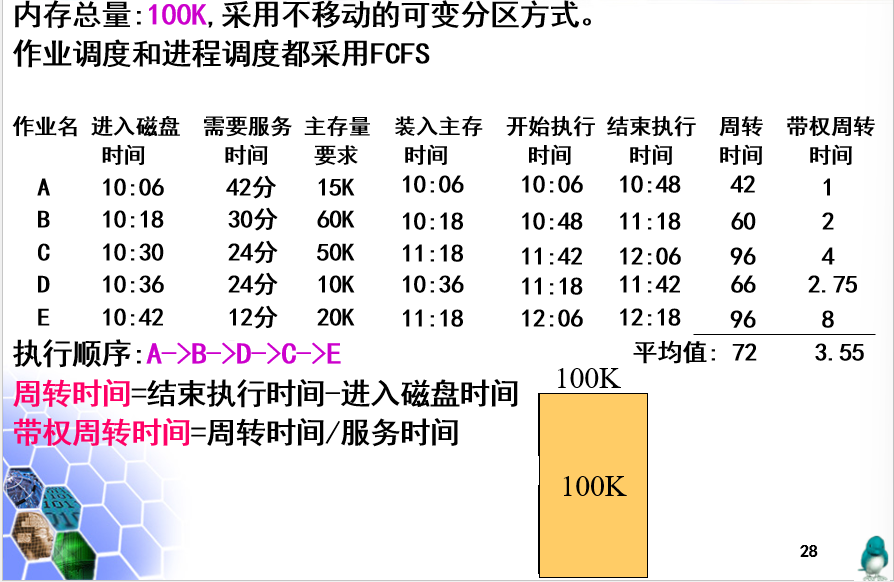 内存总量:100K,采用不移动的可变分区方式。
作业调度和进程调度都采用FCFS
作业名 进入磁盘时间 需要服务时间 主存量要求 装入主存时间 开始执行时间 结束执行时间 周转时间 带权周转时间
A 10:06 42分 15K 10:06 10:06 10:48 42 1
B 10:18 30分 60K 10:18 10:48 11:18 60 2
C 10:30 24分 50K 11:18 11:42 12:06 96 4
D 10:36 24分 10K 10:36 11:18 11:42 66 2.75
E 10:42 12分 20K 11:18 12:06 12:18 96 8
执行顺序:A->B->D->C->E 平均值: 72 3.55
周转时间=结束执行时间-进入磁盘时间
带权周转时间=周转时间/服务时间
100K
100K
28